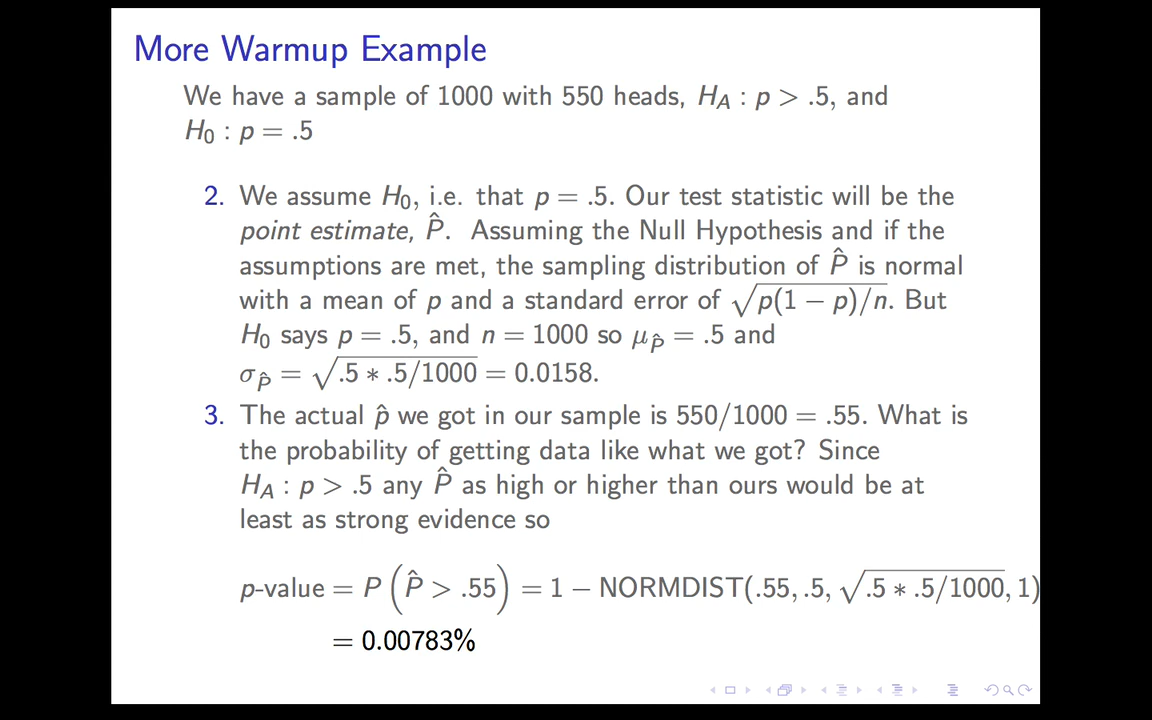 More Warmup Example
We have a sample of 1000 with 550 heads, H_A : p > .5, and
H_0 : p = .5
2. We assume H_0, i.e. that p = .5. Our test statistic will be the
point estimate, P̂. Assuming the Null Hypothesis and if the
assumptions are met, the sampling distribution of P̂ is normal
with a mean of p and a standard error of √p(1 − p)/n. But
H_0 says p = .5, and n = 1000 so μ_P̂ = .5 and
σ_P̂ = √.5 ∗ .5/1000 = 0.0158.
3. The actual p̂ we got in our sample is 550/1000 = .55. What is
the probability of getting data like what we got? Since
H_A : p > .5 any P̂ as high or higher than ours would be at
least as strong evidence so
p-value = P(P̂ > .55) = 1 − NORMDIST(.55, .5, √.5 ∗ .5/1000, 1)
= 0.00783%